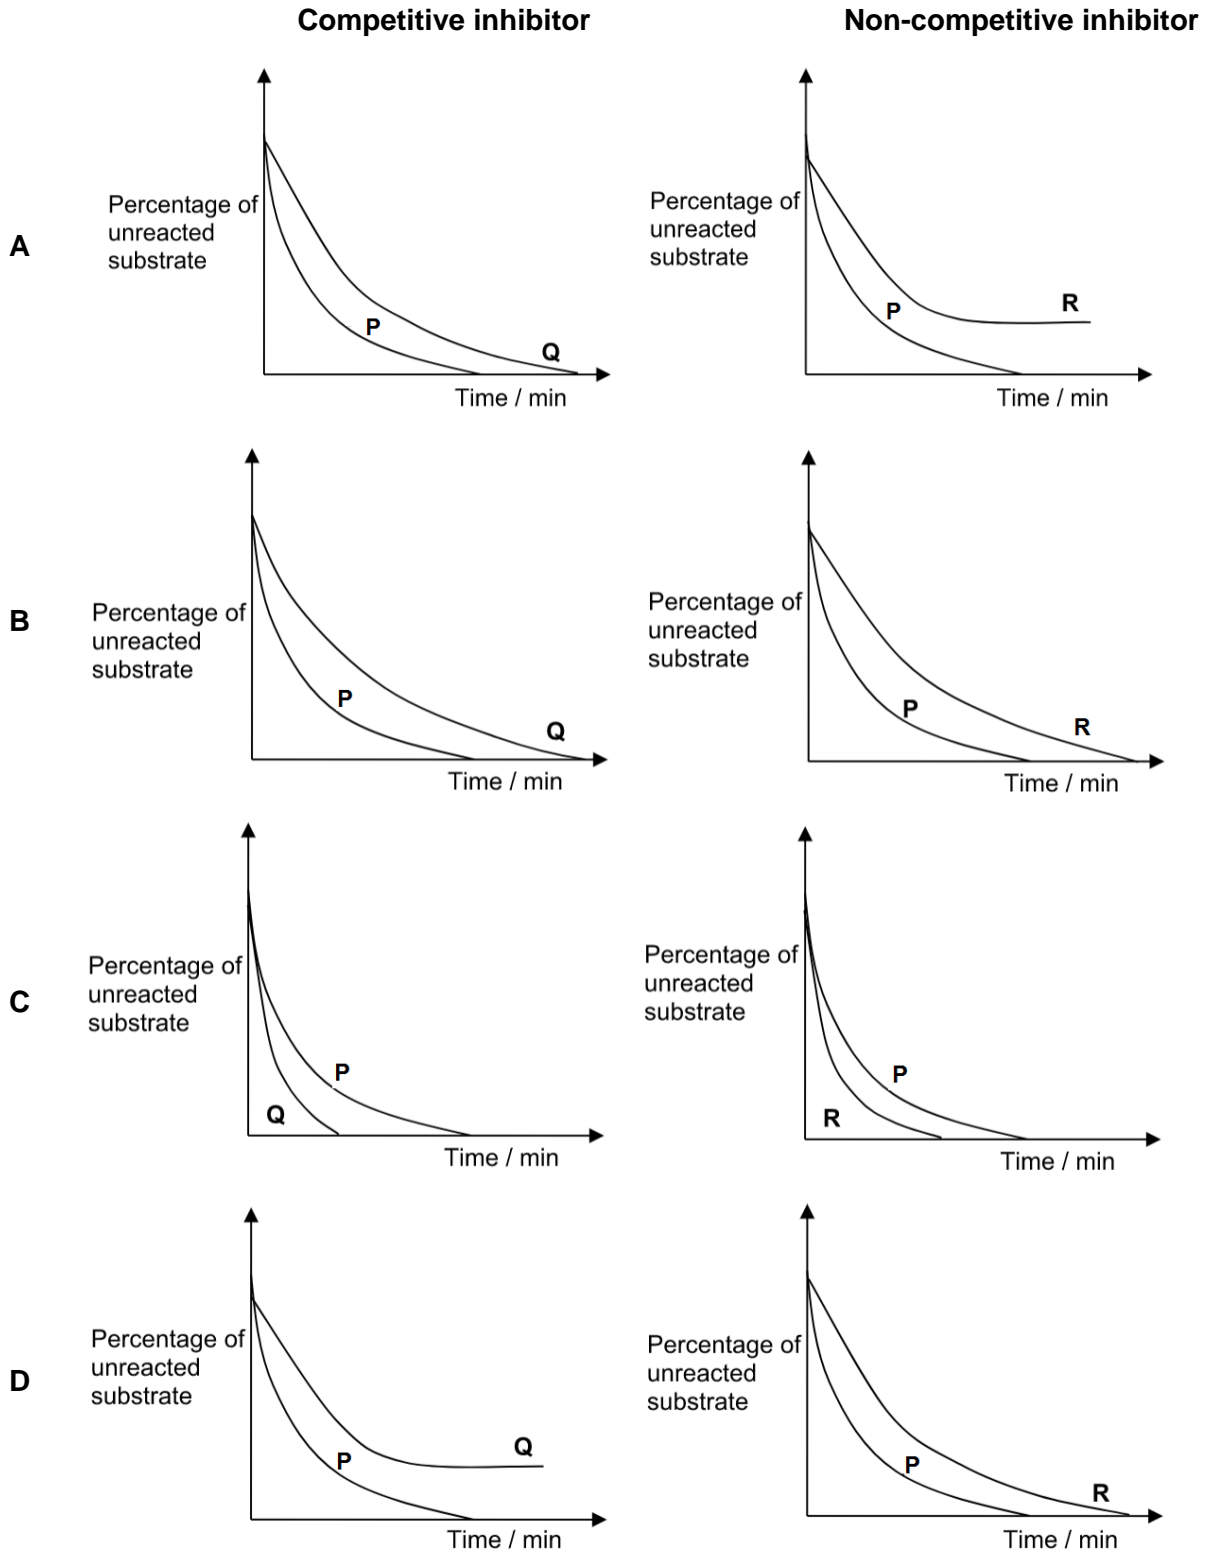 Competitive inhibitor
Non-competitive inhibitor
A
Percentage of
unreacted
substrate
P
Q
Time / min
Percentage of
unreacted
substrate
P
R
Time / min
B
Percentage of
unreacted
substrate
P
Q
Time / min
Percentage of
unreacted
substrate
P
R
Time / min
C
Percentage of
unreacted
substrate
P
Q
Time / min
Percentage of
unreacted
substrate
P
R
Time / min
D
Percentage of
unreacted
substrate
P
Q
Time / min
Percentage of
unreacted
substrate
P
R
Time / min